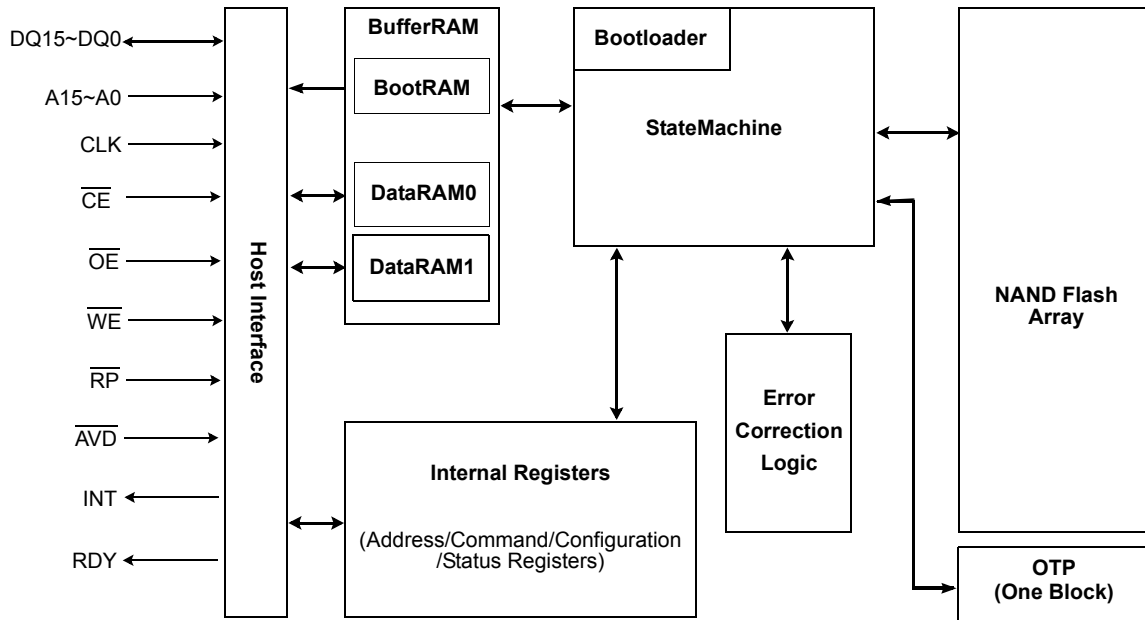 DQ15~DQ0
A15~A0
CLK
CE
OE
WE
RP
AVD
INT
RDY
Host Interface
BufferRAM
BootRAM
DataRAM0
DataRAM1
Bootloader
StateMachine
Internal Registers
(Address/Command/Configuration
/Status Registers)
Error
Correction
Logic
NAND Flash
Array
OTP
(One Block)